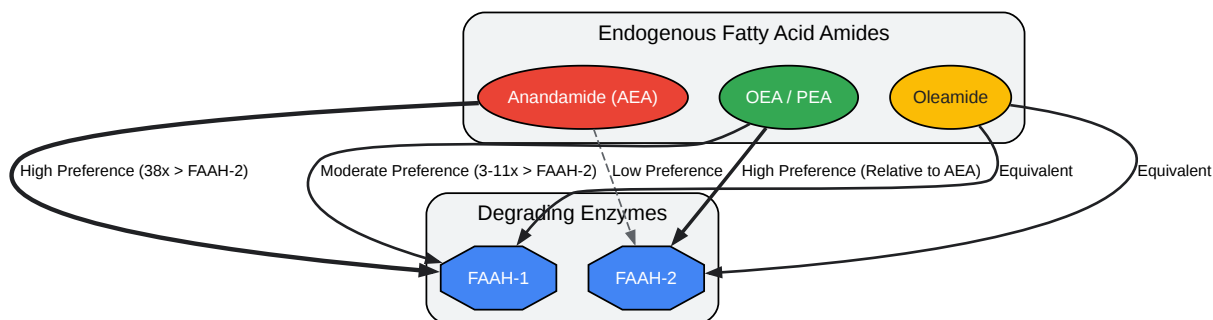 Endogenous Fatty Acid Amides
Anandamide (AEA)
OEA / PEA
Oleamide
High Preference (38x > FAAH-2)
Moderate Preference (3-11x > FAAH-2)
Low Preference
High Preference (Relative to AEA)
Equivalent
Equivalent
Degrading Enzymes
FAAH-1
FAAH-2